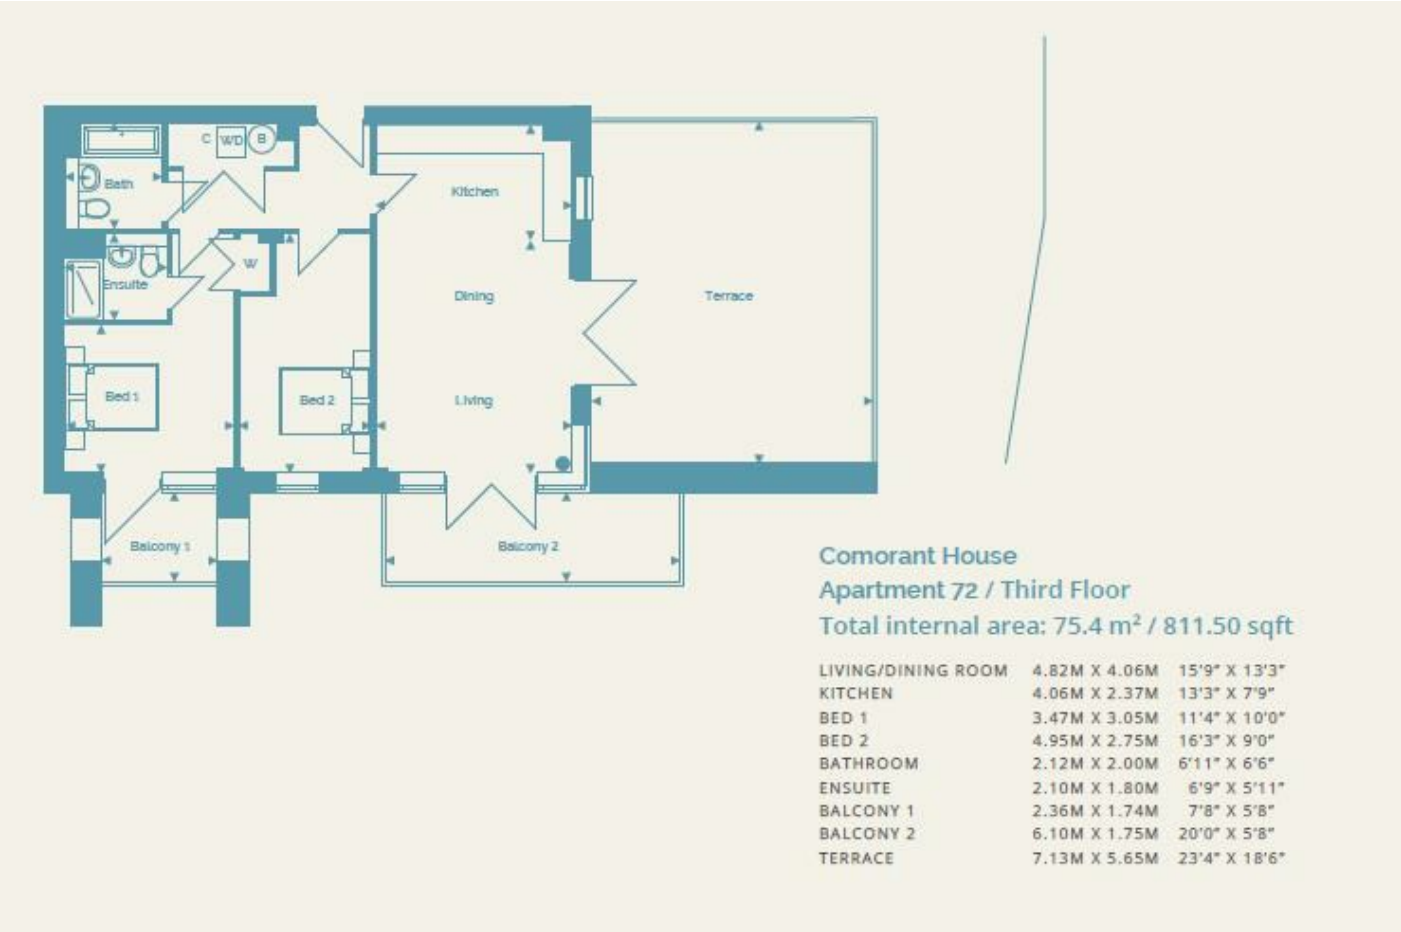 C WD B
Bath
Kitchen
W
Ensuite
Dining
Terrace
Bed 1
Bed 2
Living
Balcony 1
Balcony 2
Comorant House
Apartment 72 / Third Floor
Total internal area: 75.4 m² / 811.50 sqft
LIVING/DINING ROOM 4.82M X 4.06M 15'9" X 13'3"
KITCHEN 4.06M X 2.37M 13'3" X 7'9"
BED 1 3.47M X 3.05M 11'4" X 10'0"
BED 2 4.95M X 2.75M 16'3" X 9'0"
BATHROOM 2.12M X 2.00M 6'11" X 6'6"
ENSUITE 2.10M X 1.80M 6'9" X 5'11"
BALCONY 1 2.36M X 1.74M 7'8" X 5'8"
BALCONY 2 6.10M X 1.75M 20'0" X 5'8"
TERRACE 7.13M X 5.65M 23'4" X 18'6"